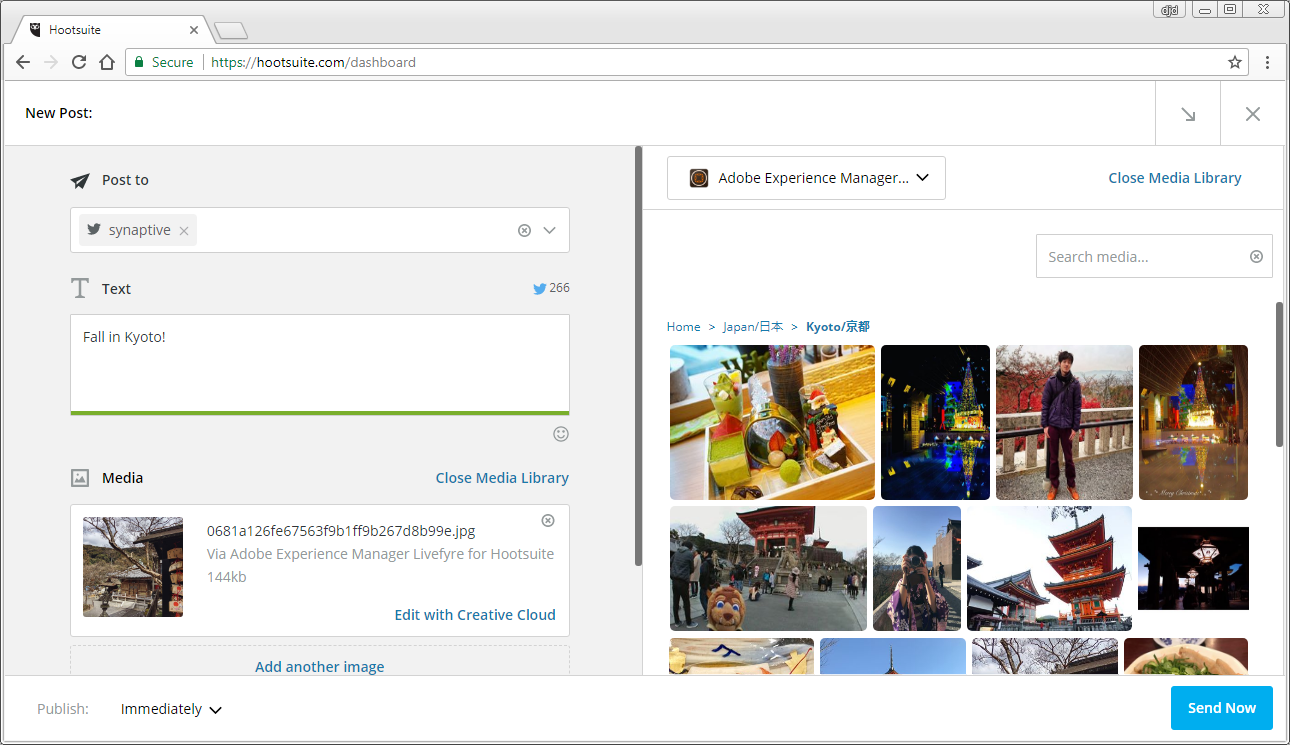 djd
Hootsuite
Secure
https://hootsuite.com/dashboard
New Post:
Post to
synaptive
Text
266
Fall in Kyoto!
Media
Close Media Library
0681a126fe67563f9b1ff9b267d8b99e.jpg
Via Adobe Experience Manager Livefyre for Hootsuite
144kb
Edit with Creative Cloud
Add another image
Adobe Experience Manager...
Close Media Library
Search media...
Home > Japan/日本 > Kyoto/京都
Merry Christmas
Publish:
Immediately
Send Now